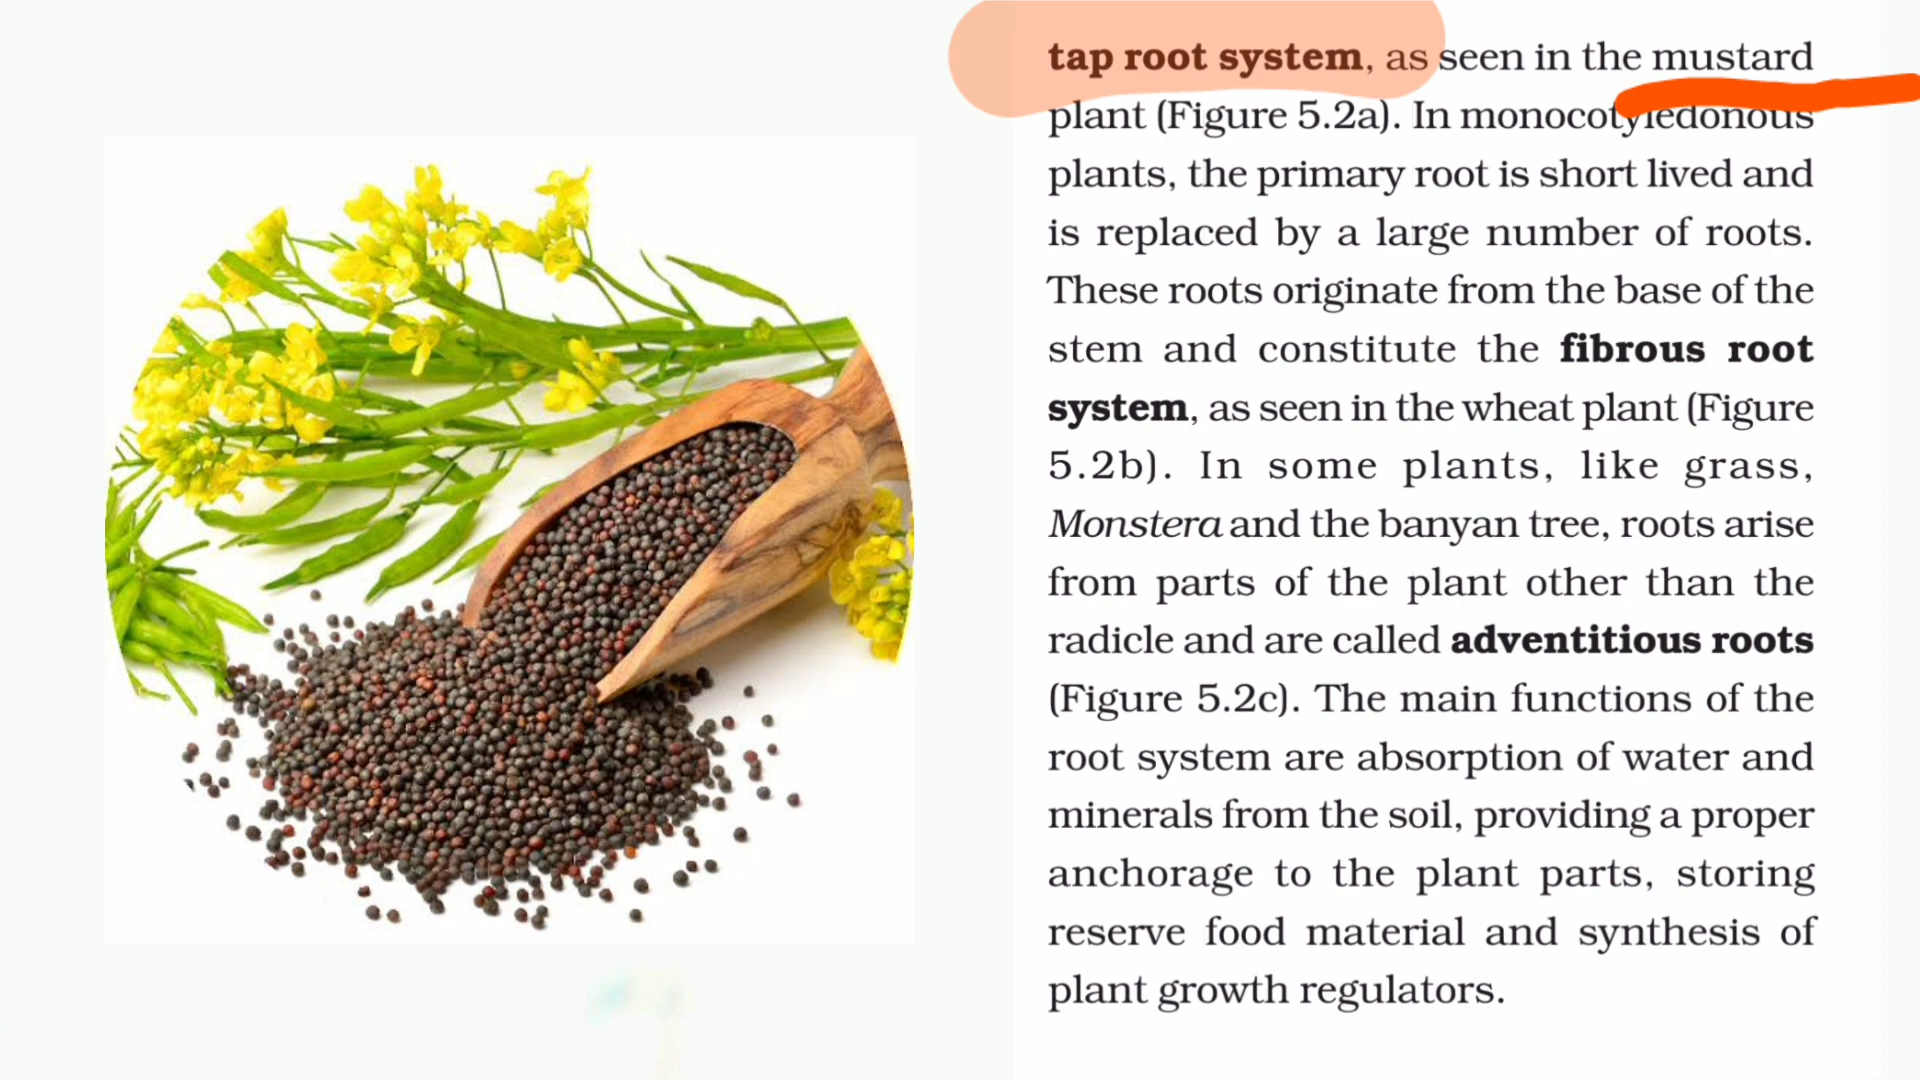 tap root system, as seen in the mustard
plant (Figure 5.2a). In monocotyledonous
plants, the primary root is short lived and
is replaced by a large number of roots.
These roots originate from the base of the
stem and constitute the fibrous root
system, as seen in the wheat plant (Figure
5.2b). In some plants, like grass,
Monstera and the banyan tree, roots arise
from parts of the plant other than the
radicle and are called adventitious roots
(Figure 5.2c). The main functions of the
root system are absorption of water and
minerals from the soil, providing a proper
anchorage to the plant parts, storing
reserve food material and synthesis of
plant growth regulators.